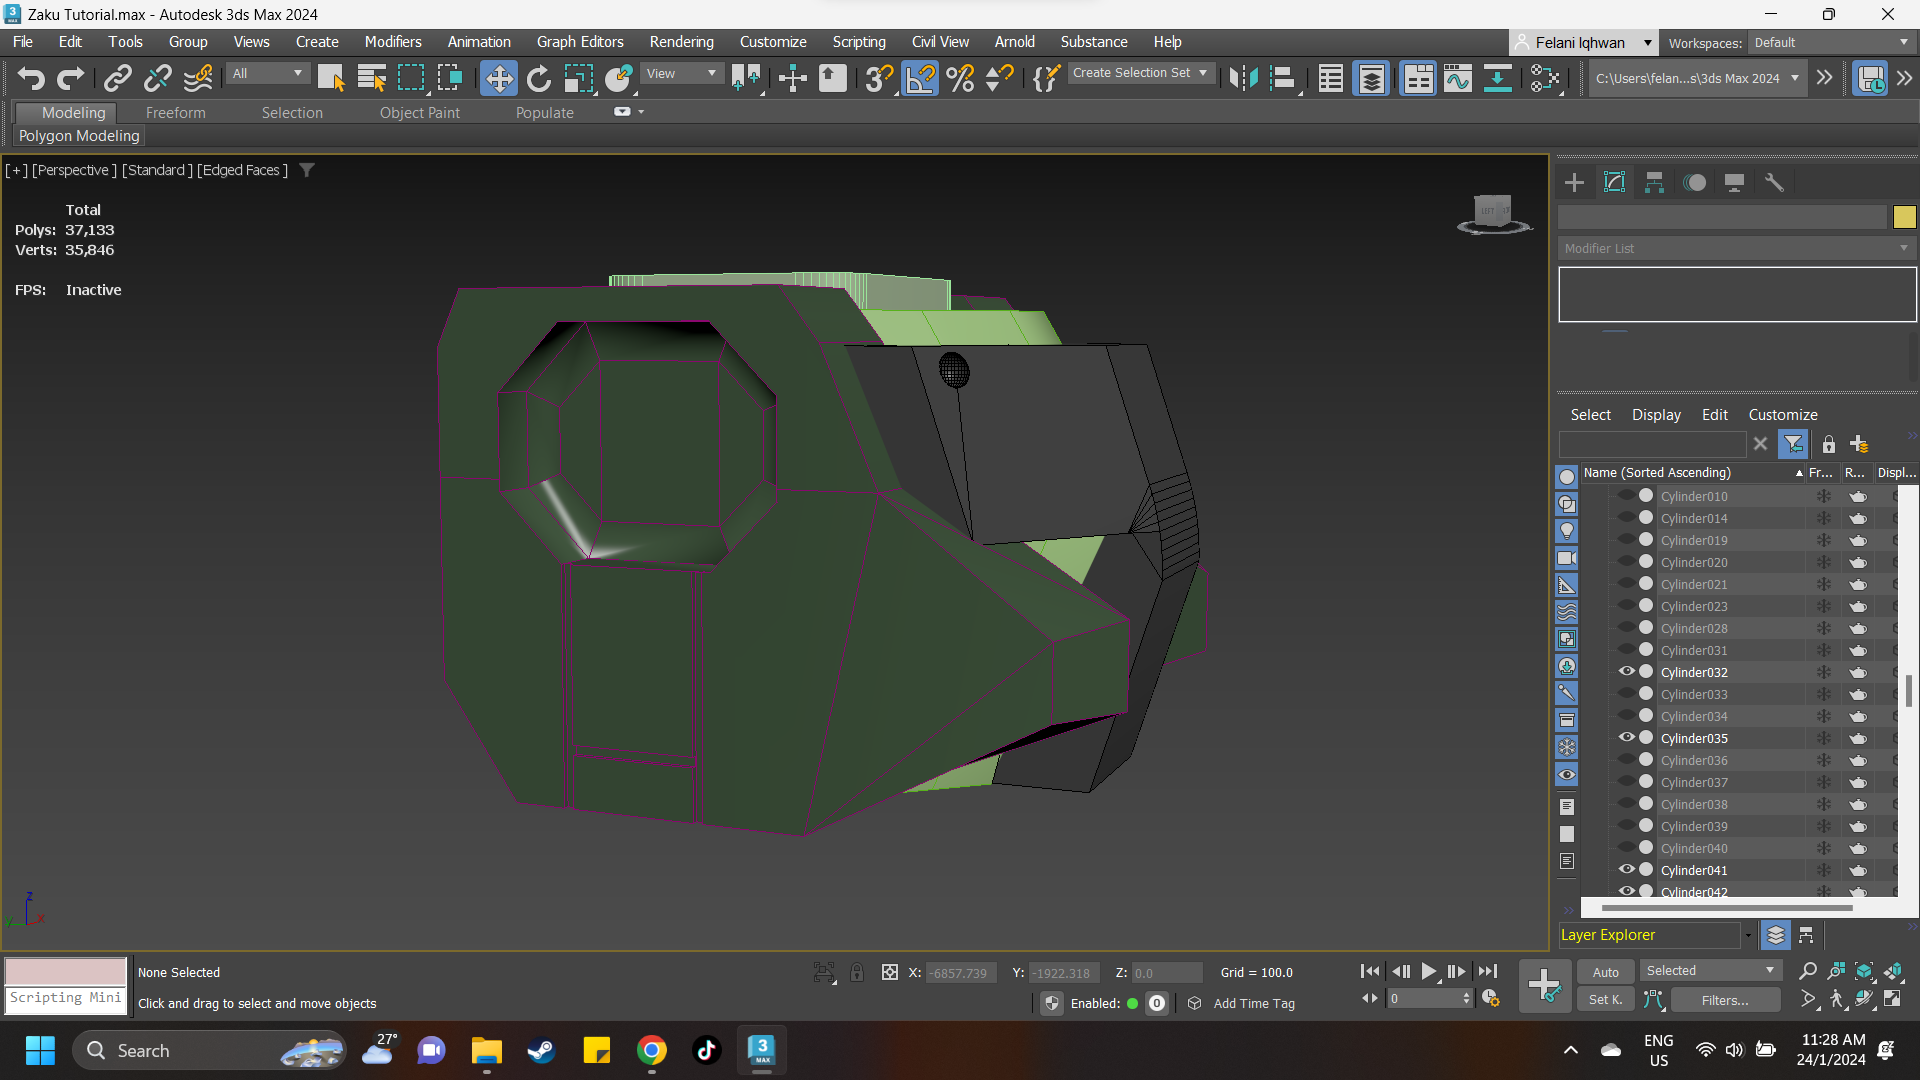 Zaku Tutorial.max - Autodesk 3ds Max 2024
File Edit Tools Group Views Create Modifiers Animation Graph Editors Rendering Customize Scripting Civil View Arnold Substance Help
Felani Iqhwan
Workspaces: Default
All
View
Create Selection Set
C:\Users\felan...s\3ds Max 2024
Modeling Freeform Selection Object Paint Populate
Polygon Modeling
[+] [Perspective ] [Standard ] [Edged Faces ]
Total
Polys: 37,133
Verts: 35,846
FPS: Inactive
LEFT
Modifier List
Select Display Edit Customize
Name (Sorted Ascending) Fr... R... Displ...
Cylinder010
Cylinder014
Cylinder019
Cylinder020
Cylinder021
Cylinder023
Cylinder028
Cylinder031
Cylinder032
Cylinder033
Cylinder034
Cylinder035
Cylinder036
Cylinder037
Cylinder038
Cylinder039
Cylinder040
Cylinder041
Cylinder042
Layer Explorer
z
y
x
Scripting Mini
None Selected
Click and drag to select and move objects
X: -6857.739 Y: -1922.318 Z: 0.0 Grid = 100.0
Enabled: 0 Add Time Tag
0
Auto
Set K.
Selected
Filters...
Search
27°
3
MAX
ENG
US
11:28 AM
24/1/2024